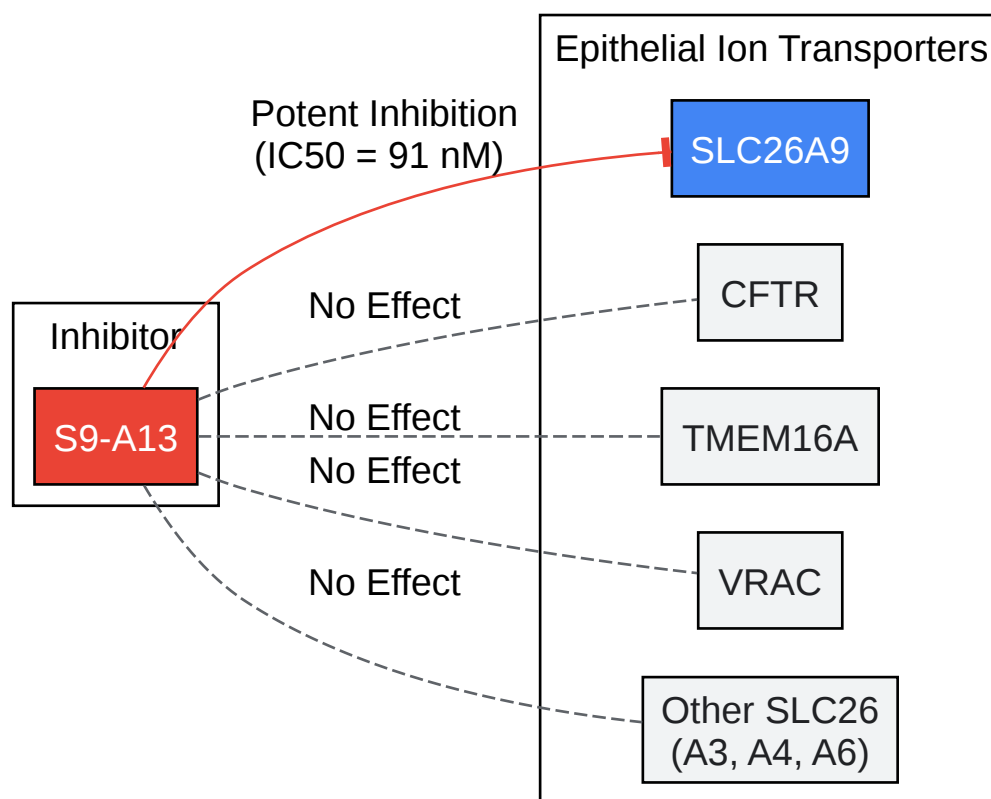 Epithelial Ion Transporters
Potent Inhibition
(IC50 = 91 nM)
SLC26A9
No Effect
CFTR
Inhibitor
S9-A13
No Effect
TMEM16A
No Effect
VRAC
No Effect
Other SLC26
(A3, A4, A6)